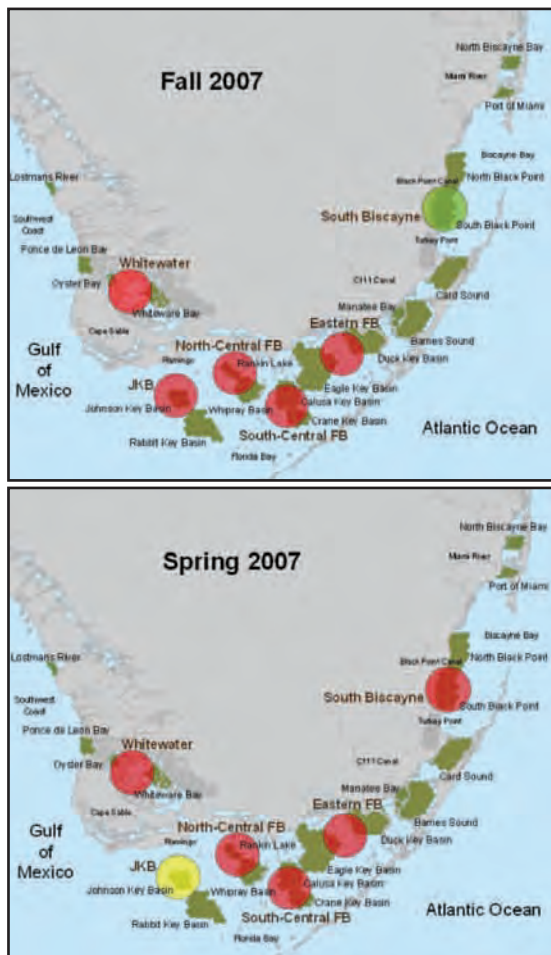 Fall 2007
North Biscayne Bay
Miami River
Port of Miami
Biscayne Bay
Black Point Canal
North Black Point
Lostmans River
South Biscayne
South Black Point
Southwest
Coast
Turkey Point
Ponce de Leon Bay
Whitewater
C111 Canal
Card Sound
Oyster Bay
Manatee Bay
Whiteware Bay
Eastern FB
Barnes Sound
Cape Sable
North-Central FB
Duck Key Basin
Gulf
of
Mexico
Flamingo
Rankin Lake
JKB
Eagle Key Basin
Johnson Key Basin
Whipray Basin
Calusa Key Basin
Crane Key Basin
Atlantic Ocean
Rabbit Key Basin
South-Central FB
Florida Bay
Spring 2007
North Biscayne Bay
Miami River
Port of Miami
Biscayne Bay
Black Point Canal
North Black Point
Lostmans River
South Biscayne
South Black Point
Southwest
Coast
Turkey Point
Ponce de Leon Bay
Whitewater
C111 Canal
Card Sound
Oyster Bay
Manatee Bay
Whiteware Bay
Eastern FB
Barnes Sound
Cape Sable
North-Central FB
Duck Key Basin
Gulf
of
Mexico
Flamingo
Rankin Lake
JKB
Eagle Key Basin
Johnson Key Basin
Whipray Basin
Calusa Key Basin
Crane Key Basin
Atlantic Ocean
Rabbit Key Basin
South-Central FB
Florida Bay